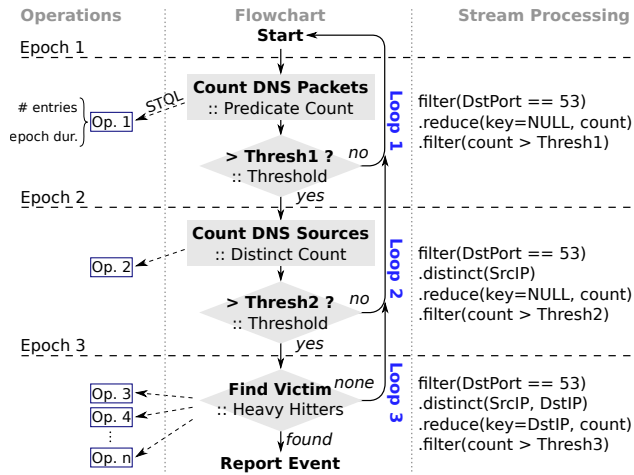 Operations
Flowchart
Stream Processing
Start
Epoch 1
Count DNS Packets
:: Predicate Count
STQL
# entries
epoch dur.
Op. 1
> Thresh1 ?
:: Threshold
no
yes
Loop 1
filter(DstPort == 53)
.reduce(key=NULL, count)
.filter(count > Thresh1)
Epoch 2
Count DNS Sources
:: Distinct Count
Op. 2
> Thresh2 ?
:: Threshold
no
yes
Loop 2
filter(DstPort == 53)
.distinct(SrcIP)
.reduce(key=NULL, count)
.filter(count > Thresh2)
Epoch 3
Find Victim
:: Heavy Hitters
none
found
Loop 3
Op. 3
Op. 4
⋮
Op. n
filter(DstPort == 53)
.distinct(SrcIP, DstIP)
.reduce(key=DstIP, count)
.filter(count > Thresh3)
Report Event